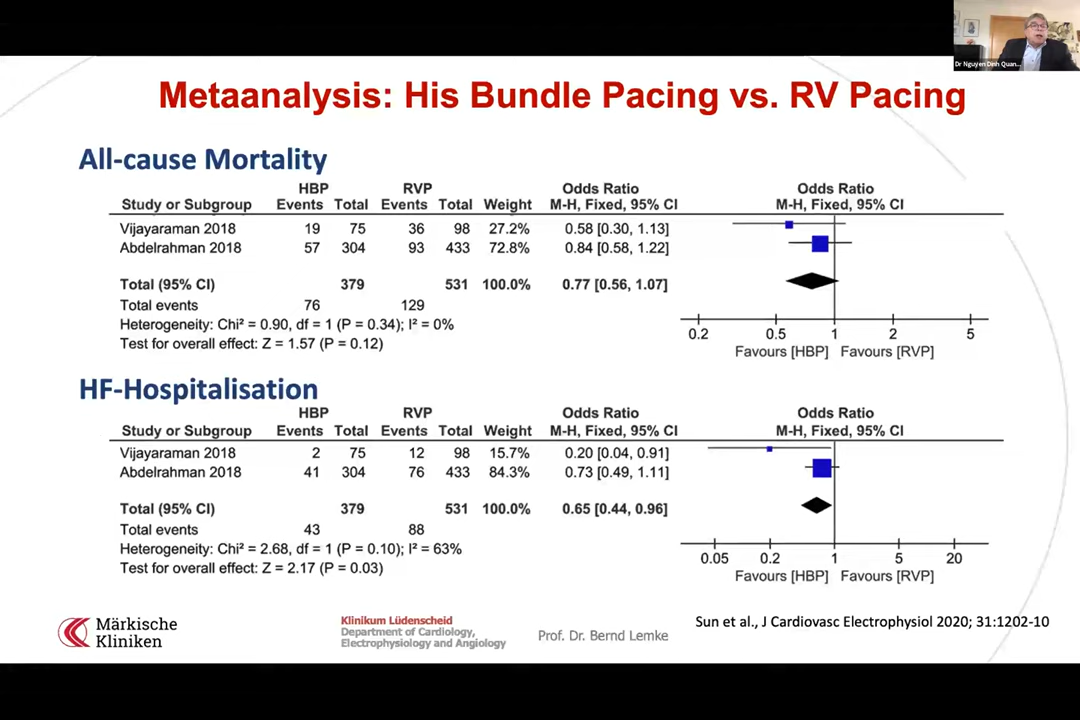 Dr Nguyen Dinh Quan...
Metaanalysis: His Bundle Pacing vs. RV Pacing
All-cause Mortality
HBP RVP Odds Ratio Odds Ratio
Study or Subgroup Events Total Events Total Weight M-H, Fixed, 95% CI M-H, Fixed, 95% CI
Vijayaraman 2018 19 75 36 98 27.2% 0.58 [0.30, 1.13]
Abdelrahman 2018 57 304 93 433 72.8% 0.84 [0.58, 1.22]
Total (95% CI) 379 531 100.0% 0.77 [0.56, 1.07]
Total events 76 129
Heterogeneity: Chi² = 0.90, df = 1 (P = 0.34); I² = 0%
Test for overall effect: Z = 1.57 (P = 0.12)
0.2 0.5 1 2 5
Favours [HBP] Favours [RVP]
HF-Hospitalisation
HBP RVP Odds Ratio Odds Ratio
Study or Subgroup Events Total Events Total Weight M-H, Fixed, 95% CI M-H, Fixed, 95% CI
Vijayaraman 2018 2 75 12 98 15.7% 0.20 [0.04, 0.91]
Abdelrahman 2018 41 304 76 433 84.3% 0.73 [0.49, 1.11]
Total (95% CI) 379 531 100.0% 0.65 [0.44, 0.96]
Total events 43 88
Heterogeneity: Chi² = 2.68, df = 1 (P = 0.10); I² = 63%
Test for overall effect: Z = 2.17 (P = 0.03)
0.05 0.2 1 5 20
Favours [HBP] Favours [RVP]
Märkische
Kliniken
Klinikum Lüdenscheid
Department of Cardiology,
Electrophysiology and Angiology
Prof. Dr. Bernd Lemke
Sun et al., J Cardiovasc Electrophysiol 2020; 31:1202-10